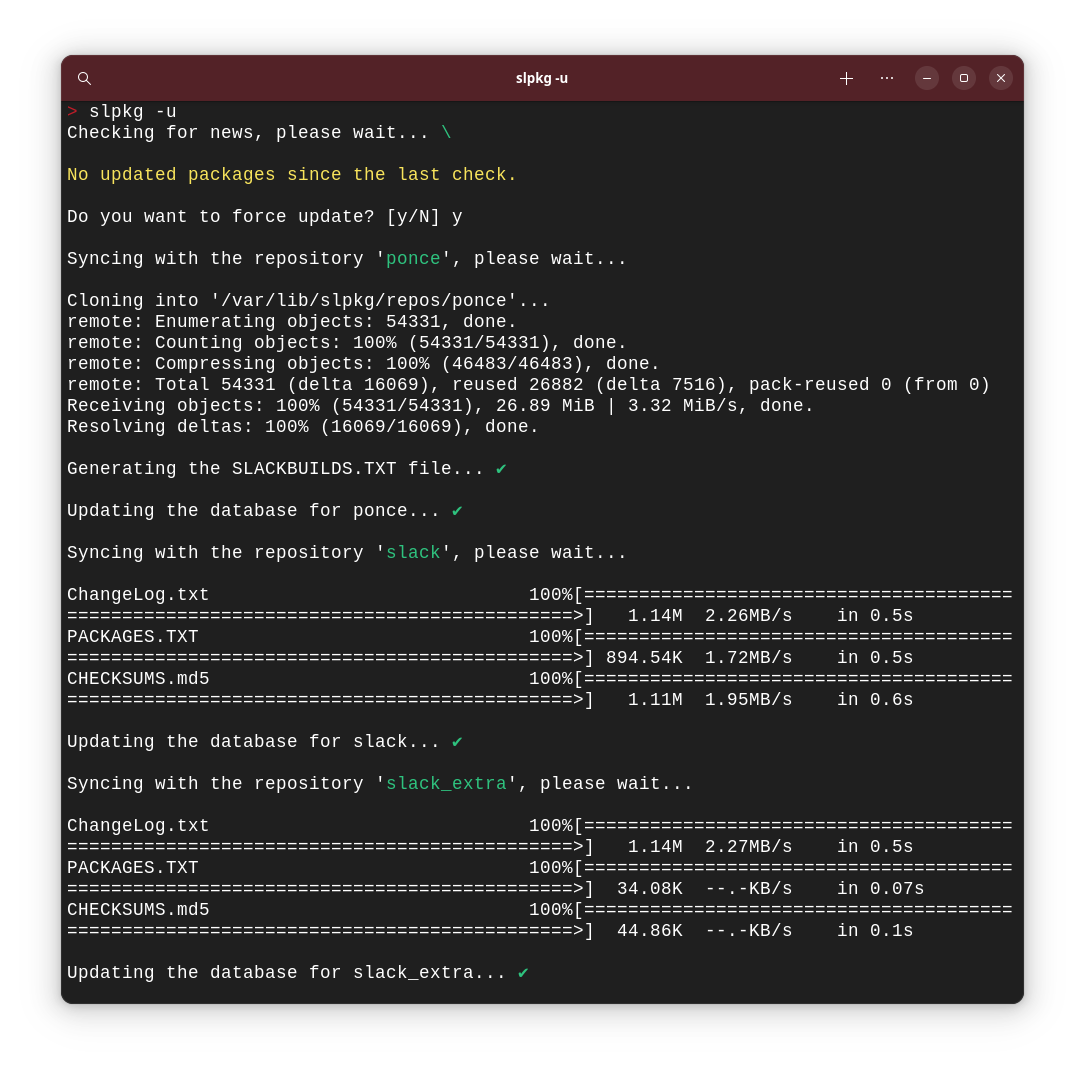 slpkg -u
> slpkg -u
Checking for news, please wait... \
No updated packages since the last check.
Do you want to force update? [y/N] y
Syncing with the repository 'ponce', please wait...
Cloning into '/var/lib/slpkg/repos/ponce'...
remote: Enumerating objects: 54331, done.
remote: Counting objects: 100% (54331/54331), done.
remote: Compressing objects: 100% (46483/46483), done.
remote: Total 54331 (delta 16069), reused 26882 (delta 7516), pack-reused 0 (from 0)
Receiving objects: 100% (54331/54331), 26.89 MiB | 3.32 MiB/s, done.
Resolving deltas: 100% (16069/16069), done.
Generating the SLACKBUILDS.TXT file... ✔
Updating the database for ponce... ✔
Syncing with the repository 'slack', please wait...
ChangeLog.txt                             100%[=======================================
==============================================>]   1.14M  2.26MB/s    in 0.5s
PACKAGES.TXT                              100%[=======================================
==============================================>] 894.54K  1.72MB/s    in 0.5s
CHECKSUMS.md5                             100%[=======================================
==============================================>]   1.11M  1.95MB/s    in 0.6s
Updating the database for slack... ✔
Syncing with the repository 'slack_extra', please wait...
ChangeLog.txt                             100%[=======================================
==============================================>]   1.14M  2.27MB/s    in 0.5s
PACKAGES.TXT                              100%[=======================================
==============================================>]  34.08K  --.-KB/s    in 0.07s
CHECKSUMS.md5                             100%[=======================================
==============================================>]  44.86K  --.-KB/s    in 0.1s
Updating the database for slack_extra... ✔